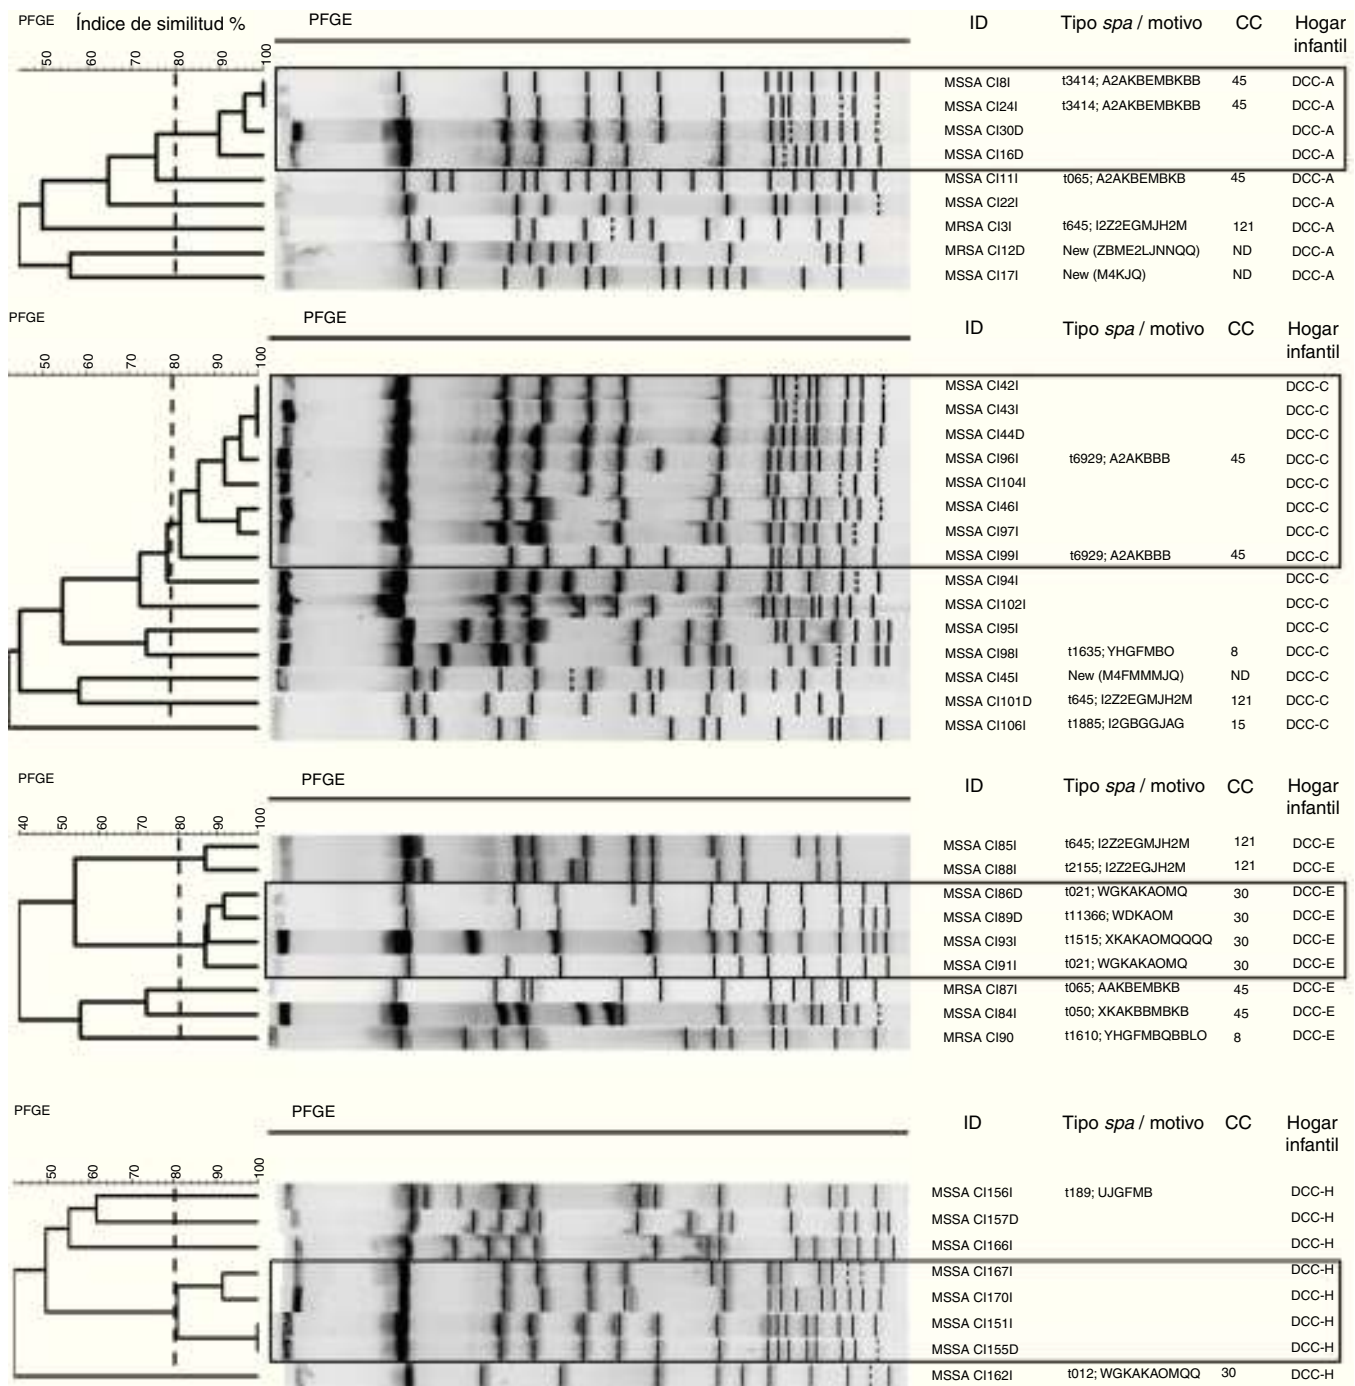 PFGE Índice de similitud % PFGE ID Tipo spa / motivo CC Hogar
infantil
50 60 70 80 90 100
MSSA CI8I t3414; A2AKBEMBKBB 45 DCC-A
MSSA CI24I t3414; A2AKBEMBKBB 45 DCC-A
MSSA CI30D DCC-A
MSSA CI16D DCC-A
MSSA CI11I t065; A2AKBEMBKB 45 DCC-A
MSSA CI22I DCC-A
MRSA CI3I t645; I2Z2EGMJH2M 121 DCC-A
MRSA CI12D New (ZBME2LJNNQQ) ND DCC-A
MSSA CI17I New (M4KJQ) ND DCC-A
PFGE PFGE ID Tipo spa / motivo CC Hogar
infantil
50 60 70 80 90 100
MSSA CI42I DCC-C
MSSA CI43I DCC-C
MSSA CI44D DCC-C
MSSA CI96I t6929; A2AKBBB 45 DCC-C
MSSA CI104I DCC-C
MSSA CI46I DCC-C
MSSA CI97I DCC-C
MSSA CI99I t6929; A2AKBBB 45 DCC-C
MSSA CI94I DCC-C
MSSA CI102I DCC-C
MSSA CI95I DCC-C
MSSA CI98I t1635; YHGFMBO 8 DCC-C
MSSA CI45I New (M4FMMMJQ) ND DCC-C
MSSA CI101D t645; I2Z2EGMJH2M 121 DCC-C
MSSA CI106I t1885; I2GBGGJAG 15 DCC-C
PFGE PFGE ID Tipo spa / motivo CC Hogar
infantil
40 50 60 70 80 90 100
MSSA CI85I t645; I2Z2EGMJH2M 121 DCC-E
MSSA CI88I t2155; I2Z2EGJH2M 121 DCC-E
MSSA CI86D t021; WGKAKAOMQ 30 DCC-E
MSSA CI89D t11366; WDKAOM 30 DCC-E
MSSA CI93I t1515; XKAKAOMQQQQ 30 DCC-E
MSSA CI91I t021; WGKAKAOMQ 30 DCC-E
MRSA CI87I t065; AAKBEMBKB 45 DCC-E
MSSA CI84I t050; XKAKBBMBKB 45 DCC-E
MRSA CI90 t1610; YHGFMBQBBLO 8 DCC-E
PFGE PFGE ID Tipo spa / motivo CC Hogar
infantil
50 60 70 80 90 100
MSSA CI156I t189; UJGFMB DCC-H
MSSA CI157D DCC-H
MSSA CI166I DCC-H
MSSA CI167I DCC-H
MSSA CI170I DCC-H
MSSA CI151I DCC-H
MSSA CI155D DCC-H
MSSA CI162I t012; WGKAKAOMQQ 30 DCC-H